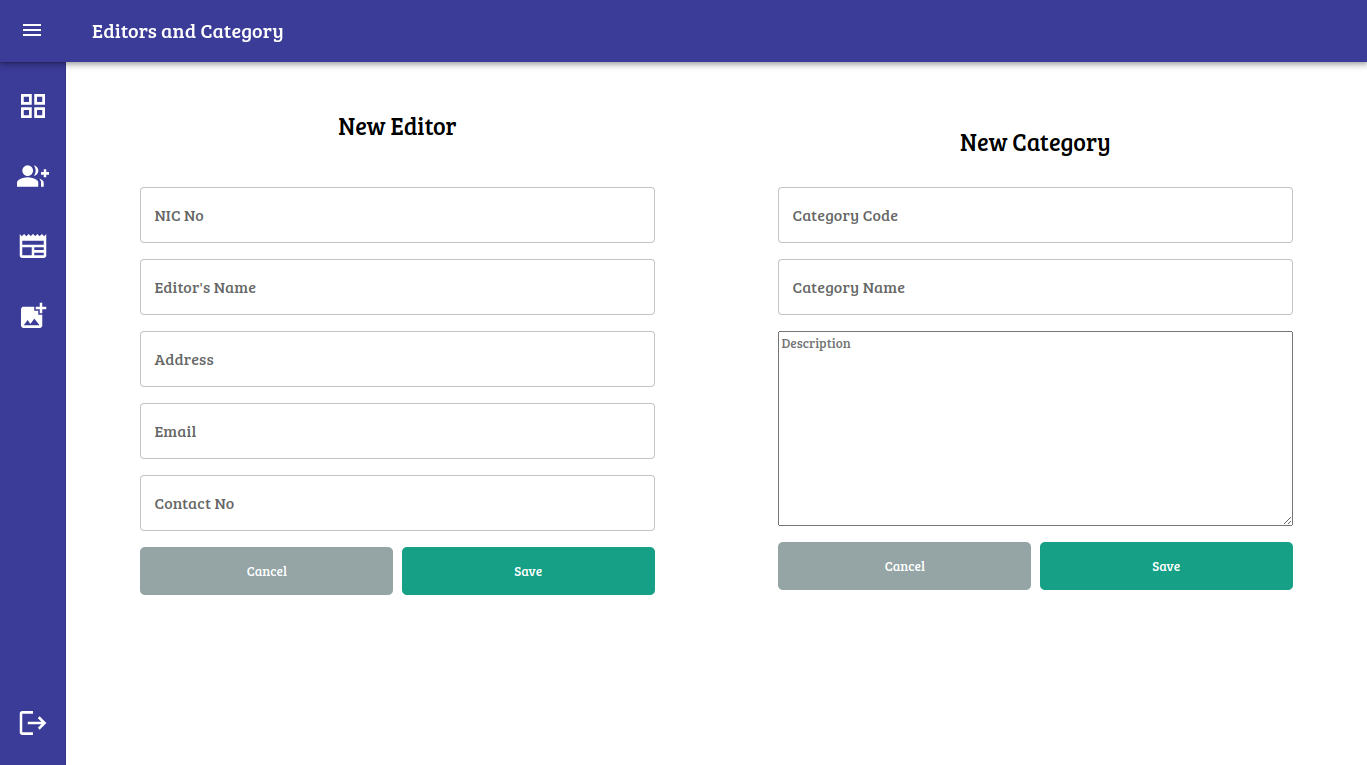 Editors and Category
New Editor
NIC No
Editor's Name
Address
Email
Contact No
Cancel
Save
New Category
Category Code
Category Name
Description
Cancel
Save